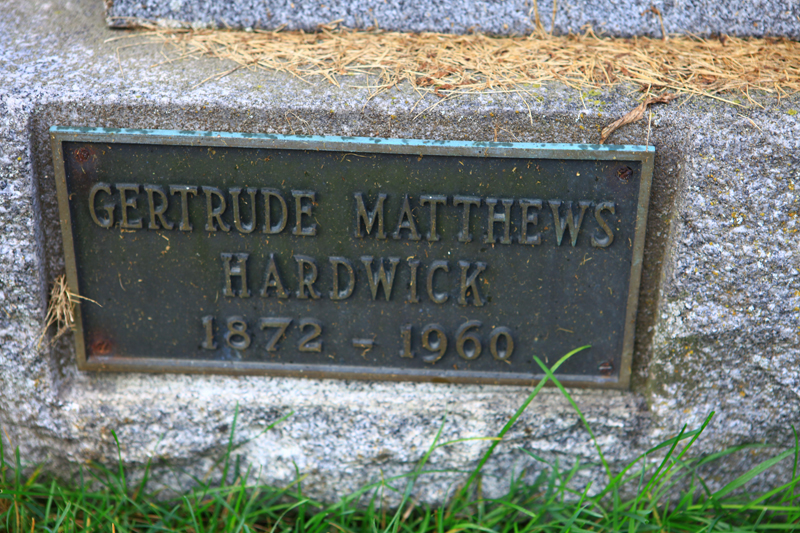 GERTRUDE MATTHEWS
HARDWICK
1872 - 1960